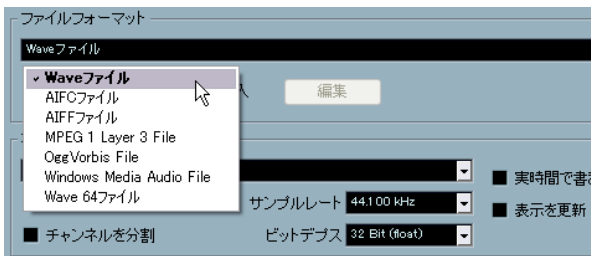 ファイルフォーマット
Waveファイル
Waveファイル
AIFCファイル
AIFFファイル
MPEG 1 Layer 3 File
OggVorbis File
Windows Media Audio File
Wave 64ファイル
編集
実時間で書
サンプルレート 44.100 kHz
表示を更新
チャンネルを分割
ビットデプス 32 Bit (float)